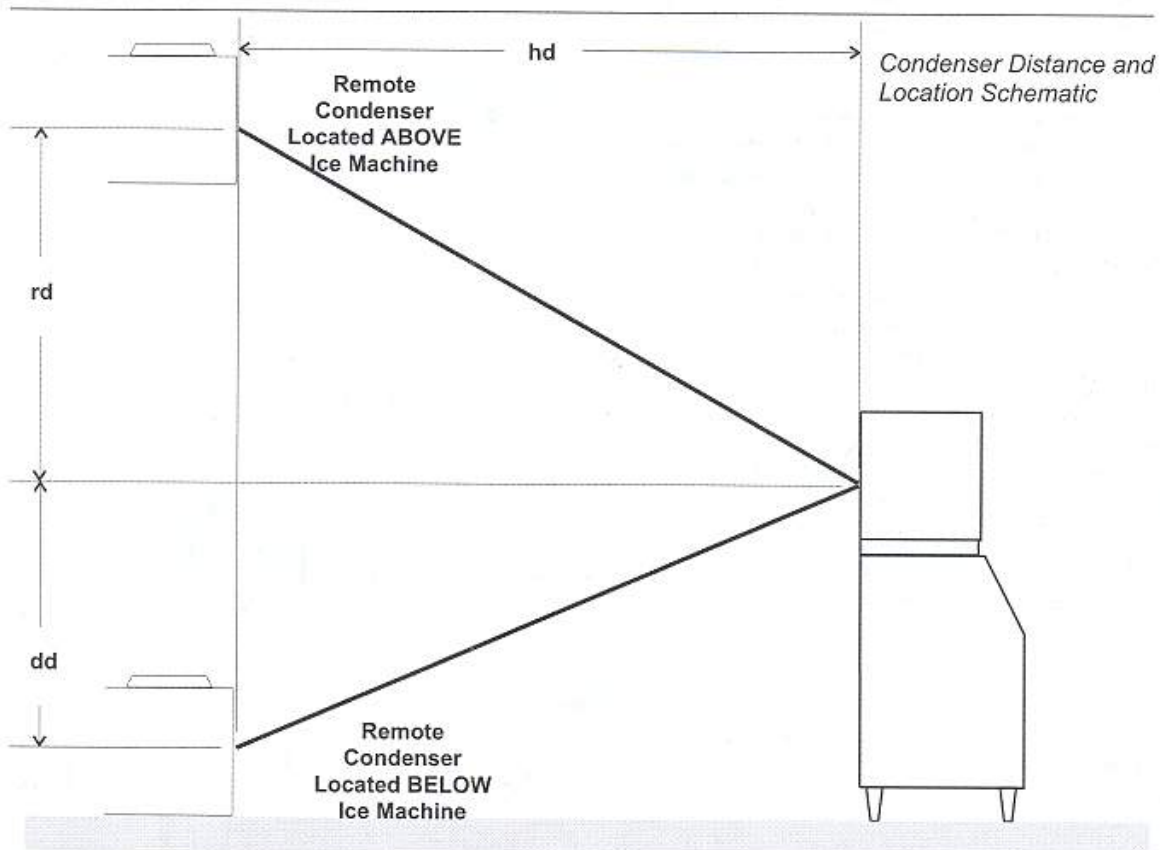 hd
Condenser Distance and
Location Schematic
Remote
Condenser
Located ABOVE
Ice Machine
rd
dd
Remote
Condenser
Located BELOW
Ice Machine